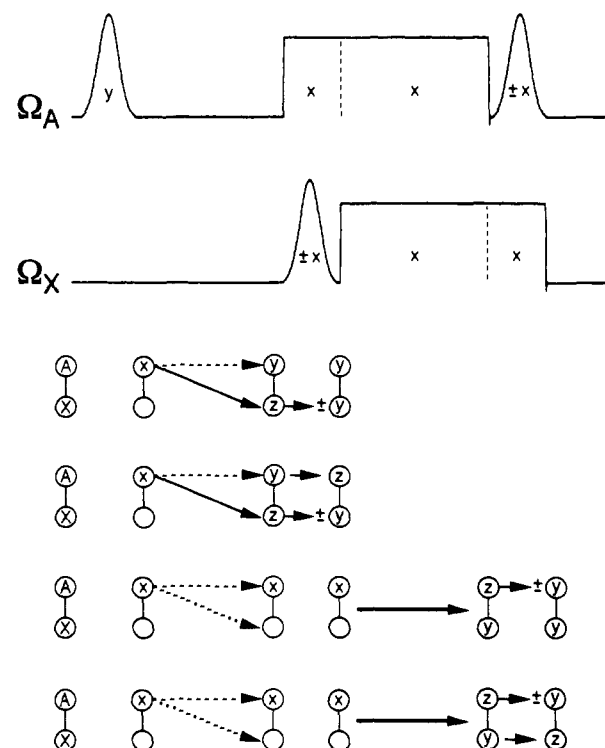 y
x
x
± x
Ω_A
± x
x
x
Ω_X
A x y y
X z ± y
A x y z
X z ± y
A x x x z ± y
X y y
A x x x z ± y
X y z